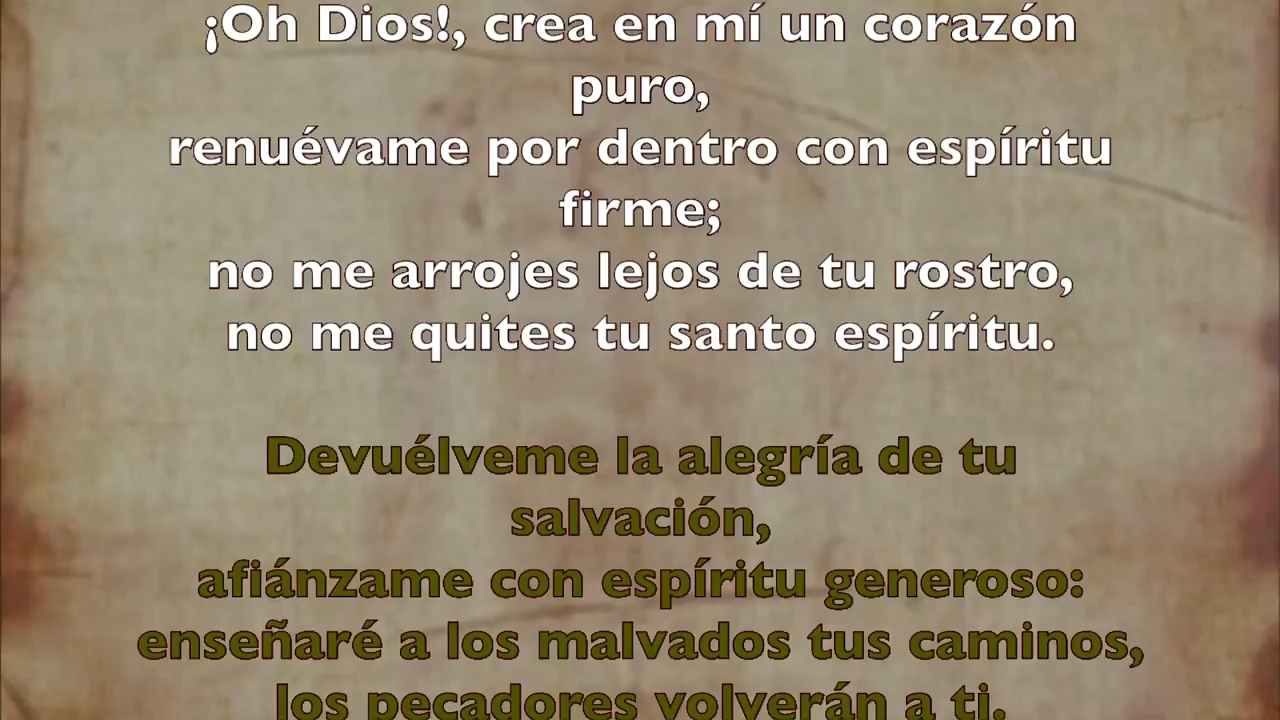 ¡Oh Dios!, crea en mí un corazón
puro,
renuévame por dentro con espíritu
firme;
no me arrojes lejos de tu rostro,
no me quites tu santo espíritu.
Devuélveme la alegría de tu
salvación,
afiánzame con espíritu generoso:
enseñaré a los malvados tus caminos,
los pecadores volverán a ti.